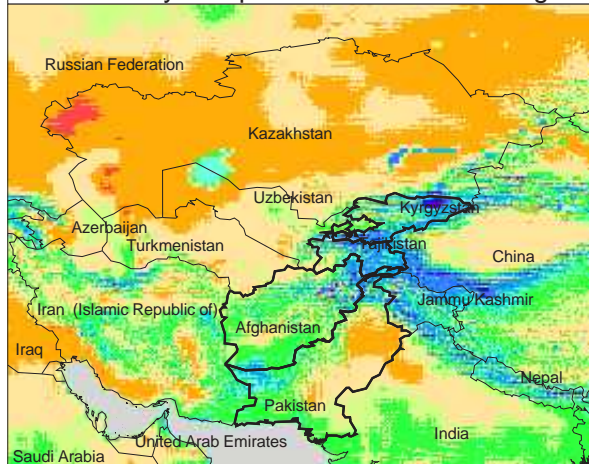 Russian Federation
Kazakhstan
Uzbekistan
Kyrgyzstan
Azerbaijan
Turkmenistan
Tajikistan
China
Iran (Islamic Republic of)
Jammu Kashmir
Afghanistan
Iraq
Nepal
Pakistan
United Arab Emirates
India
Saudi Arabia